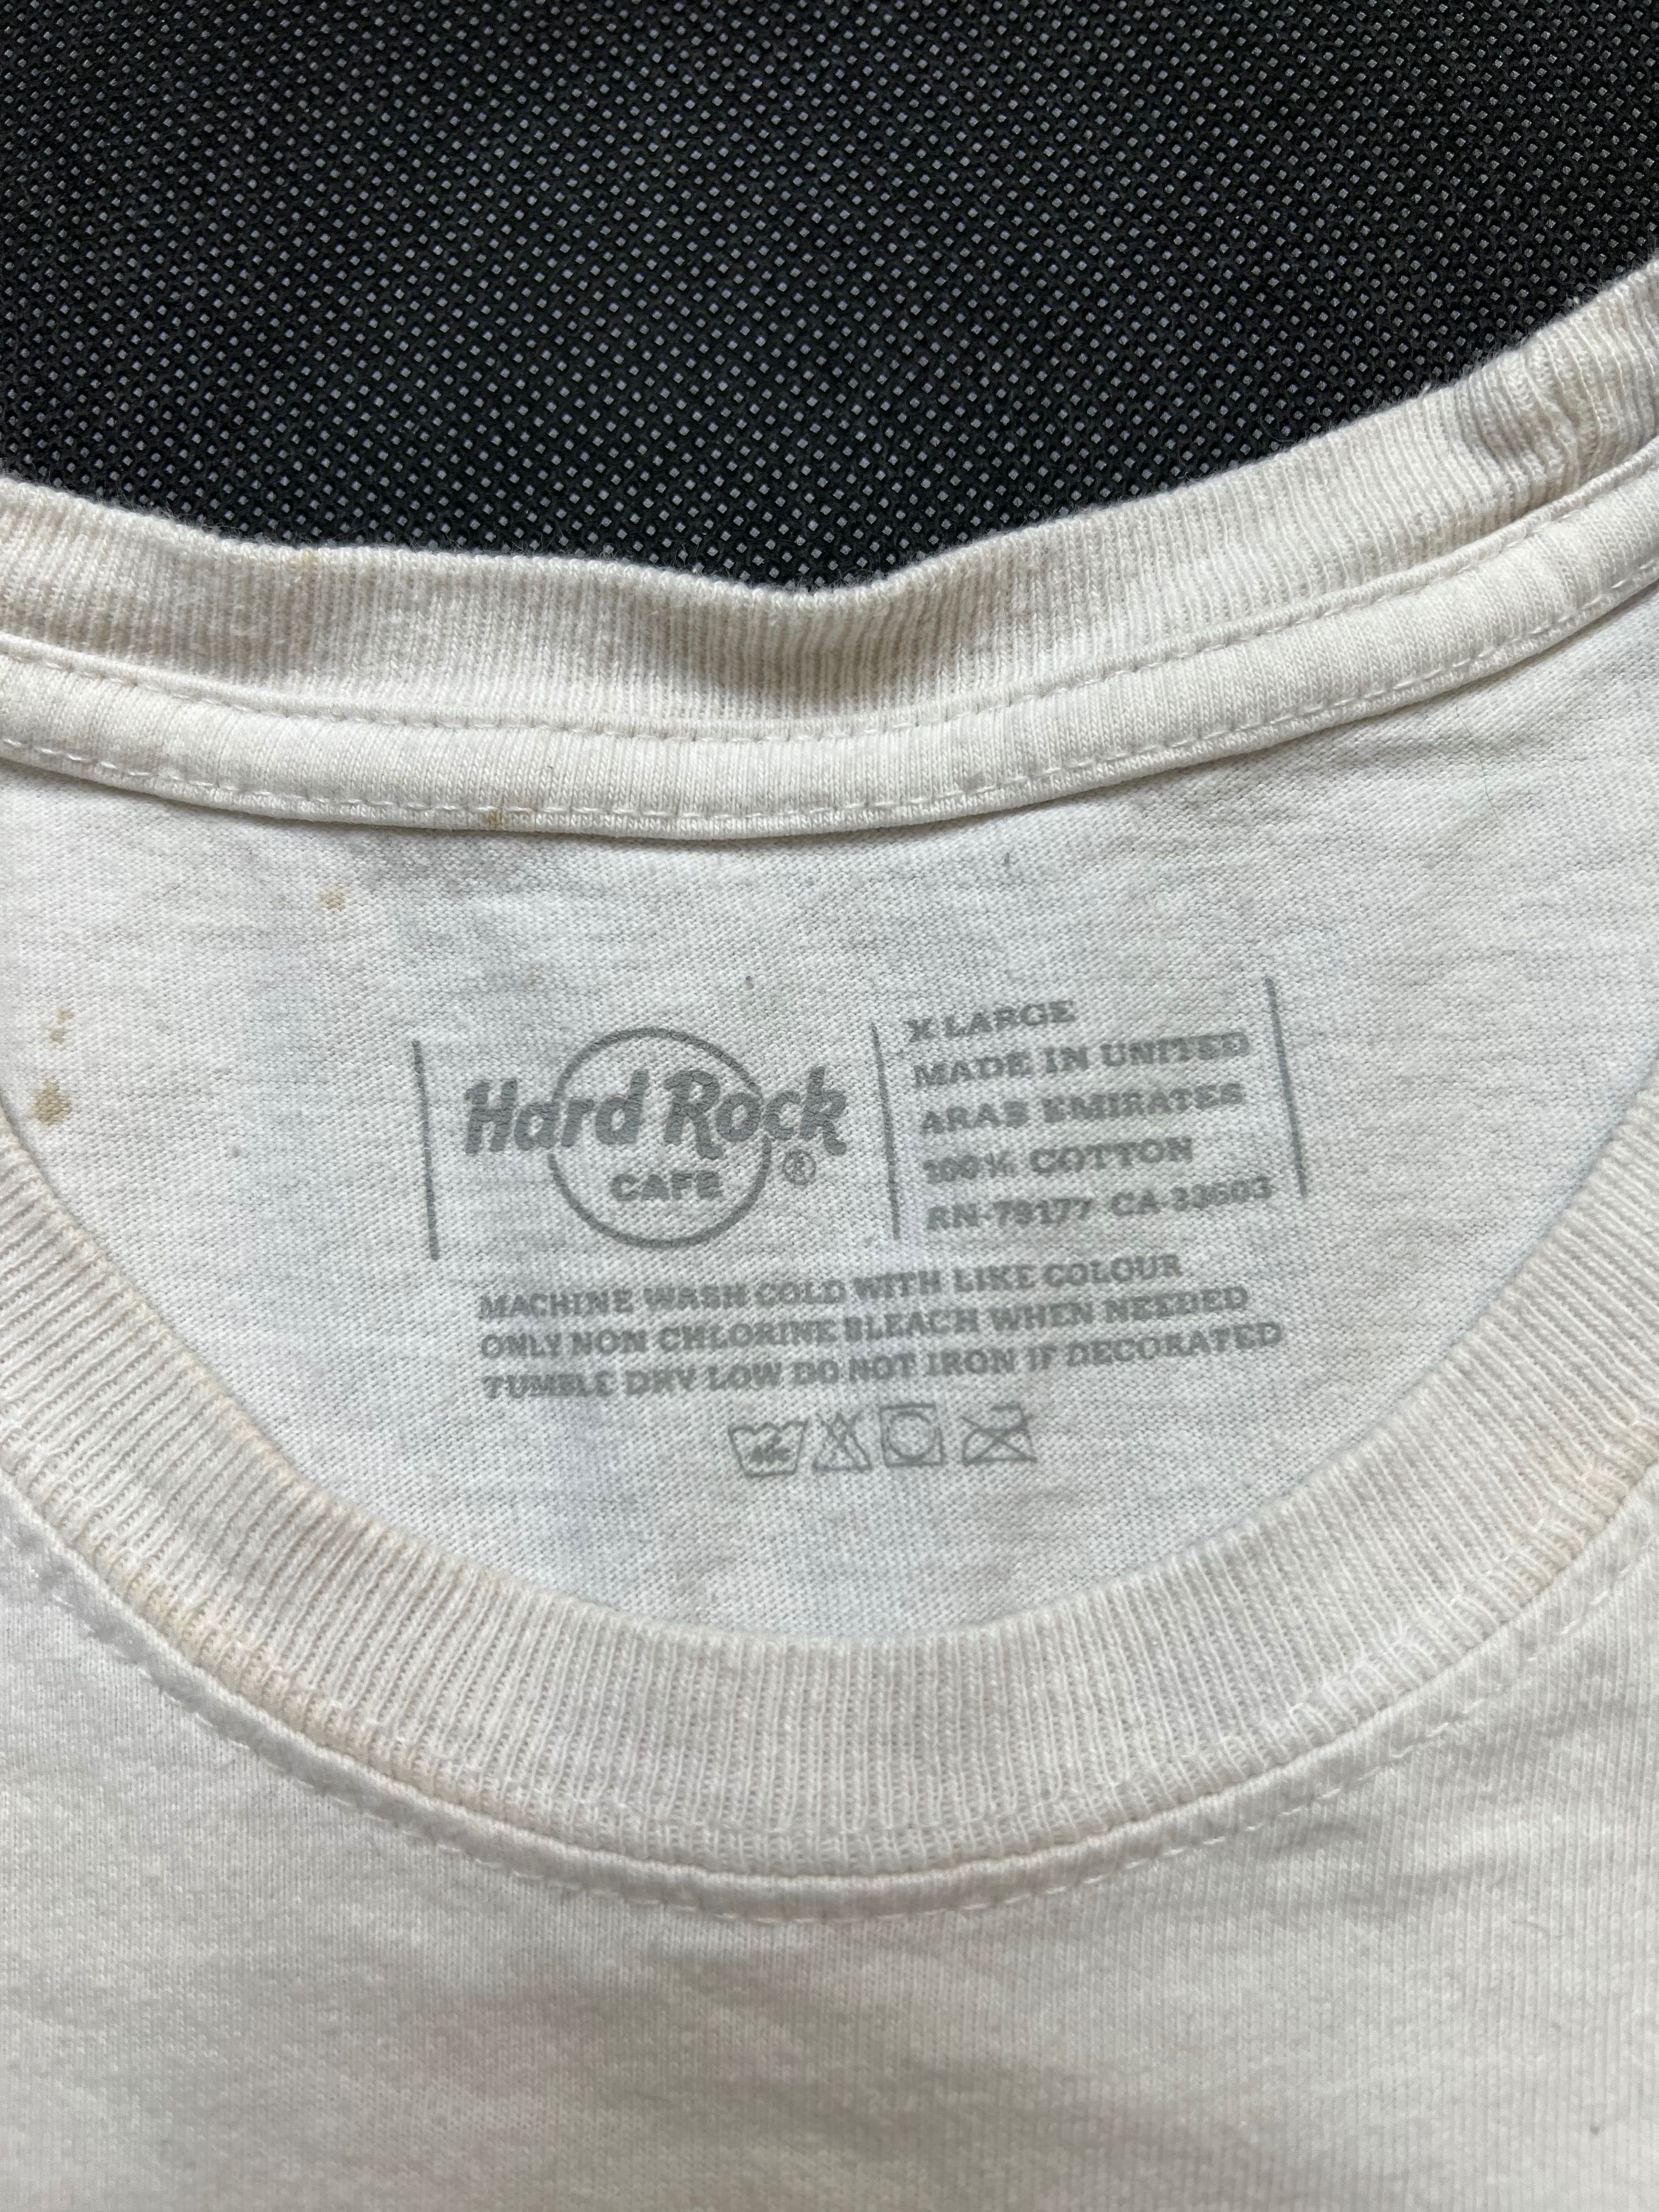 Hard Rock
CAFE
®
X LARGE
MADE IN UNITED
ARAB EMIRATES
100% COTTON
RN-78177 CA-33603
MACHINE WASH COLD WITH LIKE COLOUR
ONLY NON CHLORINE BLEACH WHEN NEEDED
TUMBLE DRY LOW DO NOT IRON IF DECORATED